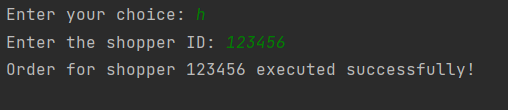 Enter your choice: h
Enter the shopper ID: 123456
Order for shopper 123456 executed successfully!